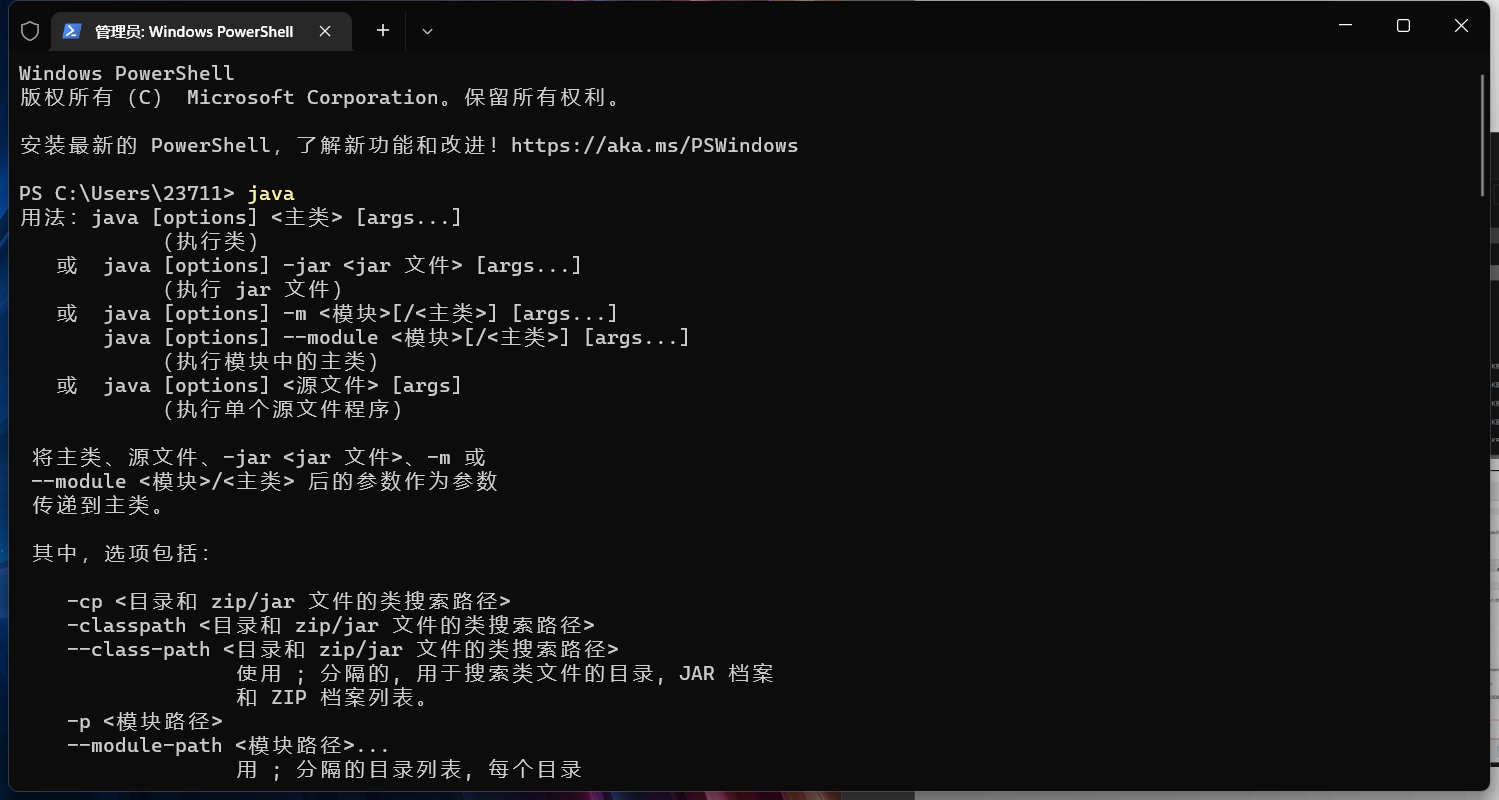 管理员: Windows PowerShell
Windows PowerShell
版权所有 (C) Microsoft Corporation。保留所有权利。
安装最新的 PowerShell，了解新功能和改进！https://aka.ms/PSWindows
PS C:\Users\23711> java
用法：java [options] <主类> [args...]
(执行类)
或 java [options] -jar <jar 文件> [args...]
(执行 jar 文件)
或 java [options] -m <模块>[/<主类>] [args...]
java [options] --module <模块>[/<主类>] [args...]
(执行模块中的主类)
或 java [options] <源文件> [args]
(执行单个源文件程序)
将主类、源文件、-jar <jar 文件>、-m 或
--module <模块>/<主类> 后的参数作为参数
传递到主类。
其中，选项包括：
-cp <目录和 zip/jar 文件的类搜索路径>
-classpath <目录和 zip/jar 文件的类搜索路径>
--class-path <目录和 zip/jar 文件的类搜索路径>
使用 ; 分隔的, 用于搜索类文件的目录, JAR 档案
和 ZIP 档案列表。
-p <模块路径>
--module-path <模块路径>...
用 ; 分隔的目录列表, 每个目录